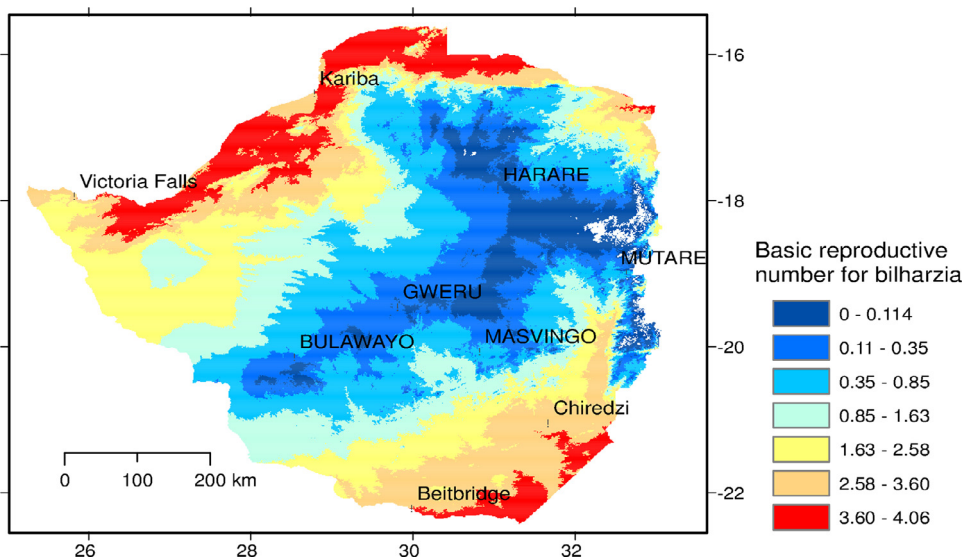 Kariba
-16
Victoria Falls
HARARE
-18
MUTARE
Basic reproductive
number for bilharzia
GWERU
0 - 0.114
BULAWAYO
MASVINGO
0.11 - 0.35
-20
0.35 - 0.85
Chiredzi
0.85 - 1.63
1.63 - 2.58
0 100 200 km
Beitbridge
-22
2.58 - 3.60
3.60 - 4.06
26 28 30 32